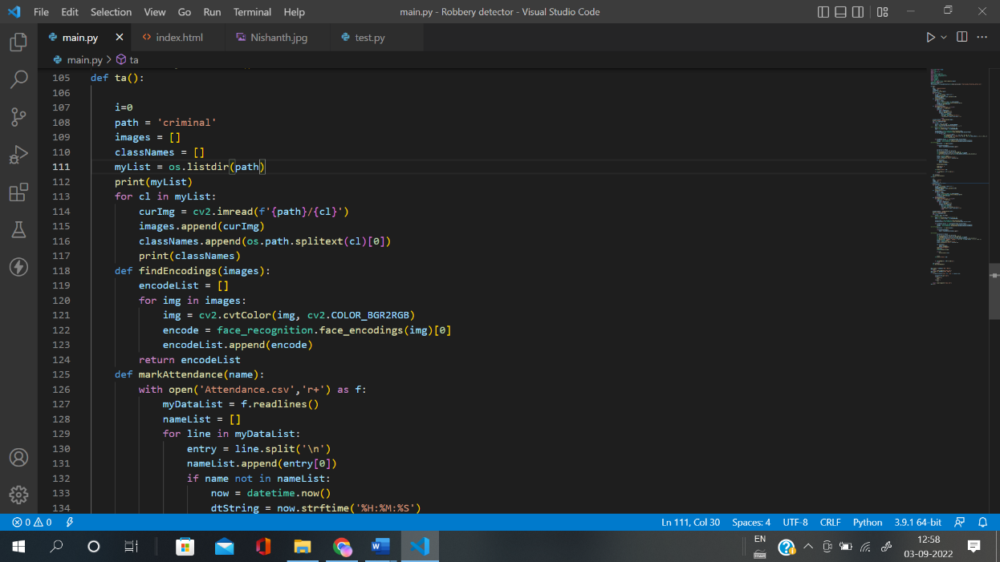 File Edit Selection View Go Run Terminal Help main.py - Robbery detector - Visual Studio Code
main.py index.html Nishanth.jpg test.py
main.py > ta
105 def ta():
106
107 i=0
108 path = 'criminal'
109 images = []
110 classNames = []
111 myList = os.listdir(path)
112 print(myList)
113 for cl in myList:
114 curImg = cv2.imread(f'{path}/{cl}')
115 images.append(curImg)
116 classNames.append(os.path.splitext(cl)[0])
117 print(classNames)
118 def findEncodings(images):
119 encodeList = []
120 for img in images:
121 img = cv2.cvtColor(img, cv2.COLOR_BGR2RGB)
122 encode = face_recognition.face_encodings(img)[0]
123 encodeList.append(encode)
124 return encodeList
125 def markAttendance(name):
126 with open('Attendance.csv','r+') as f:
127 myDataList = f.readlines()
128 nameList = []
129 for line in myDataList:
130 entry = line.split('\n')
131 nameList.append(entry[0])
132 if name not in nameList:
133 now = datetime.now()
134 dtString = now.strftime('%H:%M:%S')
0 0 Ln 111, Col 30 Spaces: 4 UTF-8 CRLF Python 3.9.1 64-bit
EN 12:58
03-09-2022